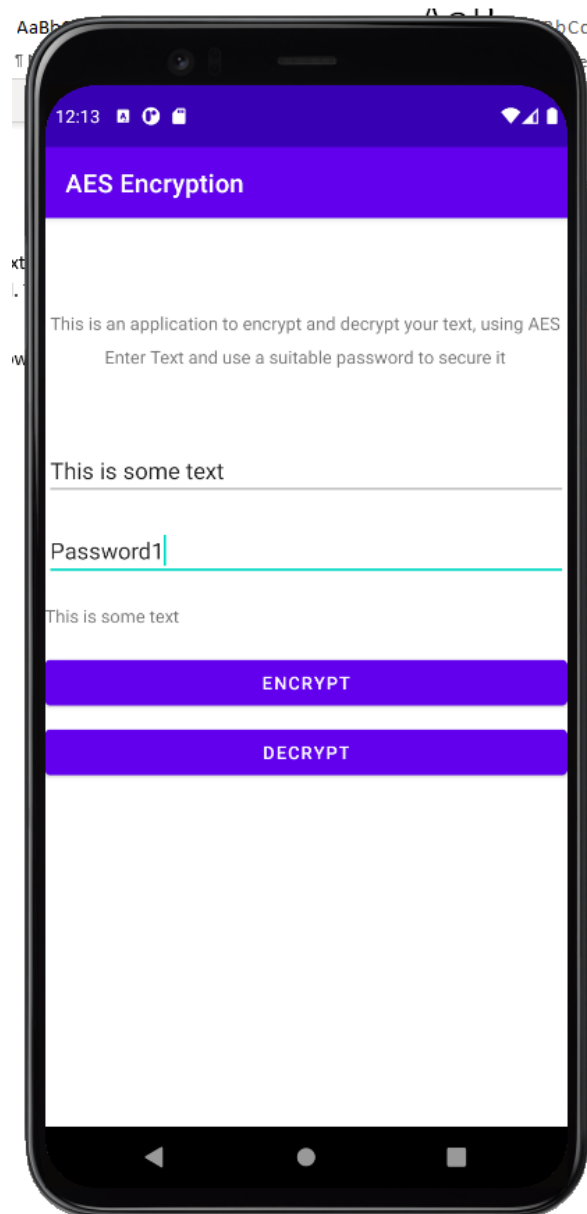 AaBb
12:13
AES Encryption
This is an application to encrypt and decrypt your text, using AES
Enter Text and use a suitable password to secure it
This is some text
Password1
This is some text
ENCRYPT
DECRYPT